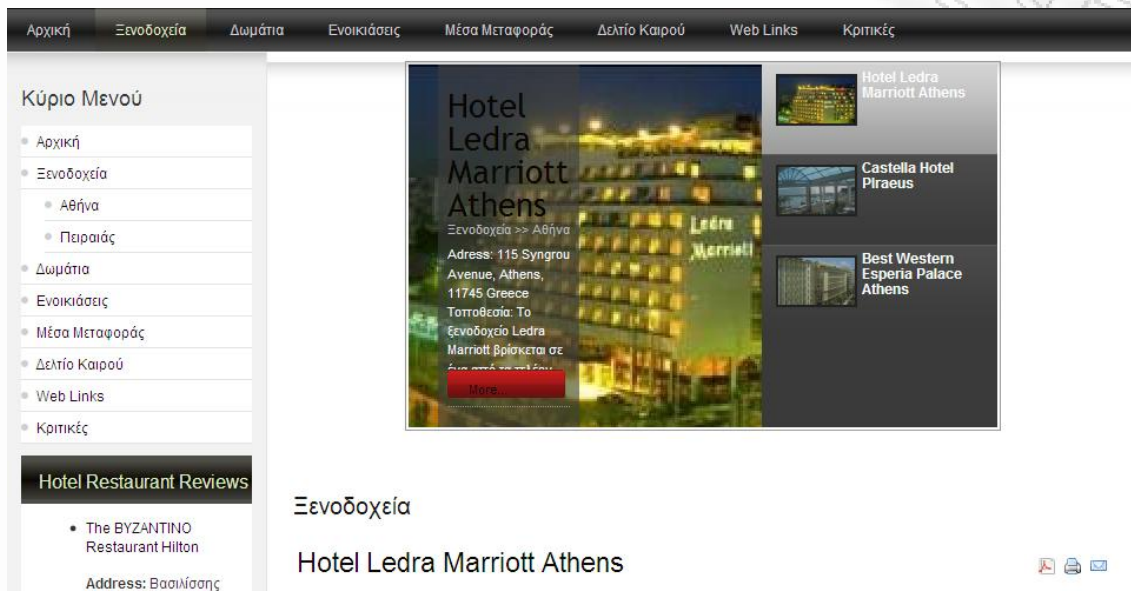 Αρχική Ξενοδοχεία Δωμάτια Ενοικιάσεις Μέσα Μεταφοράς Δελτίο Καιρού Web Links Κριτικές
Κύριο Μενού
Αρχική
Ξενοδοχεία
Αθήνα
Πειραιάς
Δωμάτια
Ενοικιάσεις
Μέσα Μεταφοράς
Δελτίο Καιρού
Web Links
Κριτικές
Hotel Restaurant Reviews
The BYZANTINO
Restaurant Hilton
Address: Βασιλίσσης
Hotel
Ledra
Marriott
Athens
Ξενοδοχεία >> Αθήνα
Adress: 115 Syngrou
Avenue, Athens,
11745 Greece
Τοποθεσία: Το
ξενοδοχείο Ledra
Marriott βρίσκεται σε
More...
Ledra
Marriott
Hotel Ledra
Marriott Athens
Castella Hotel
Piraeus
Best Western
Esperia Palace
Athens
Ξενοδοχεία
Hotel Ledra Marriott Athens